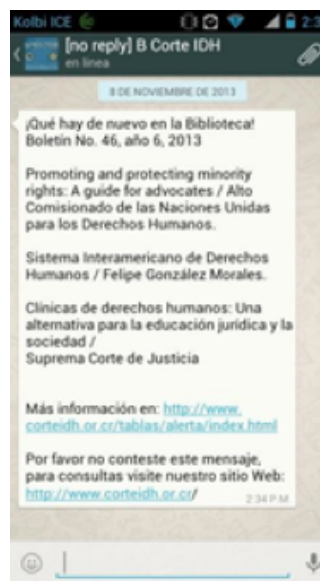 Kolbi ICE
2:3
[no reply] B Corte IDH
en linea
8 DE NOVIEMBRE DE 2013
¡Qué hay de nuevo en la Biblioteca!
Boletín No. 46, año 6, 2013
Promoting and protecting minority
rights: A guide for advocates / Alto
Comisionado de las Naciones Unidas
para los Derechos Humanos.
Sistema Interamericano de Derechos
Humanos / Felipe González Morales.
Clínicas de derechos humanos: Una
alternativa para la educación jurídica y la
sociedad /
Suprema Corte de Justicia
Más información en: http://www.
corteidh.or.cr/tablas/alerta/index.html
Por favor no conteste este mensaje,
para consultas visite nuestro sitio Web:
http://www.corteidh.or.cr/
2:34 P.M.